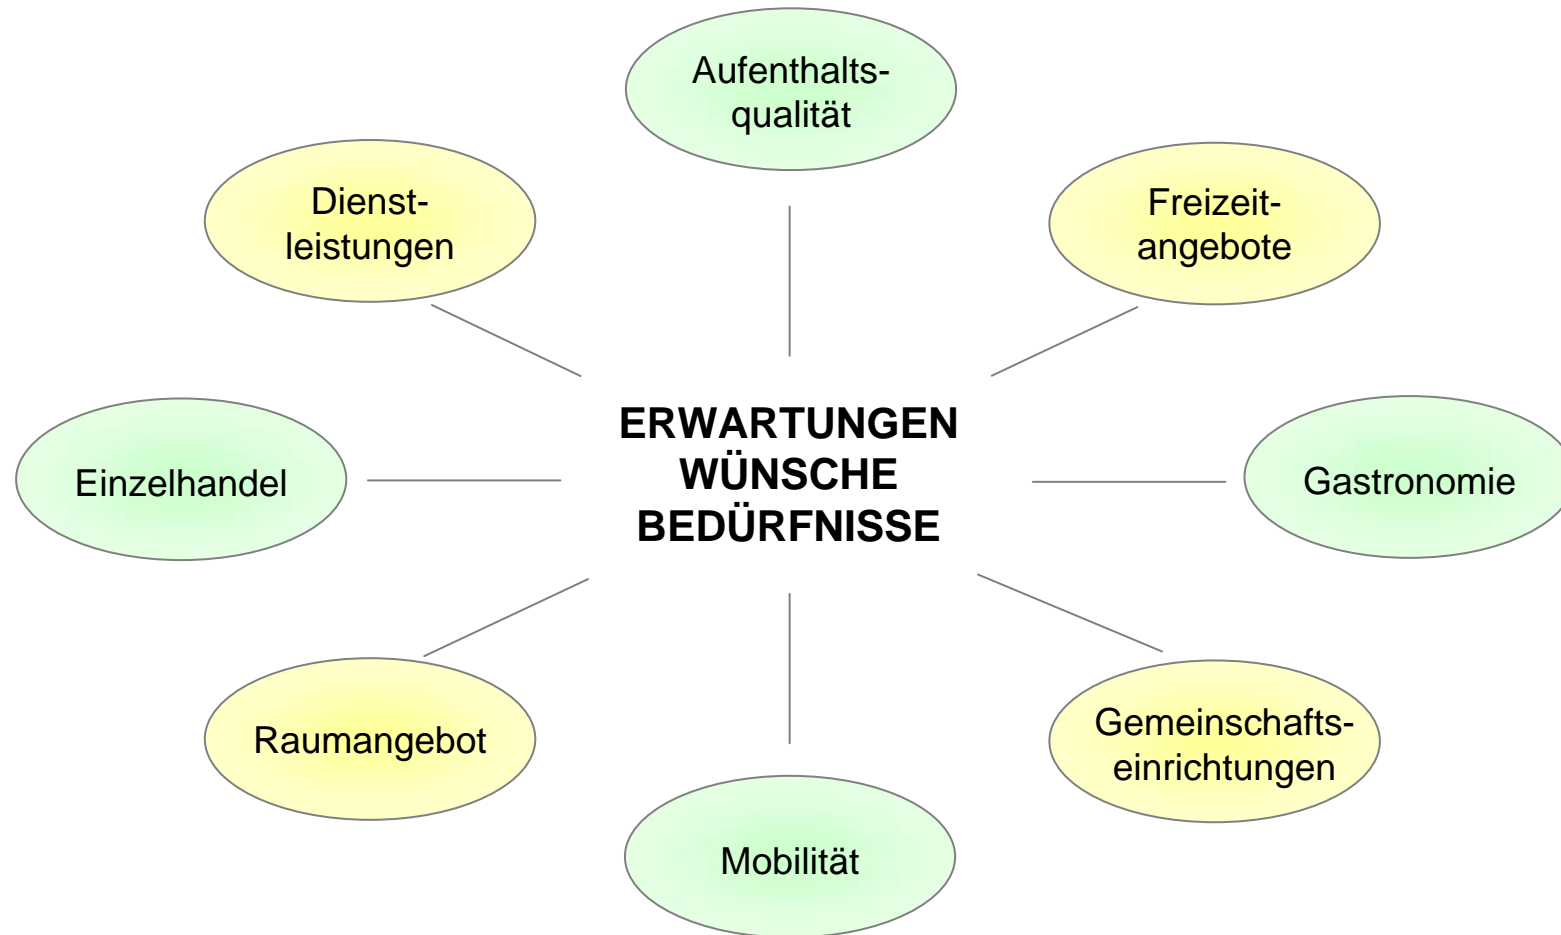 Aufenthalts-
qualität
Dienst-
leistungen
Freizeit-
angebote
ERWARTUNGEN
WÜNSCHE
BEDÜRFNISSE
Einzelhandel
Gastronomie
Raumangebot
Gemeinschafts-
einrichtungen
Mobilität